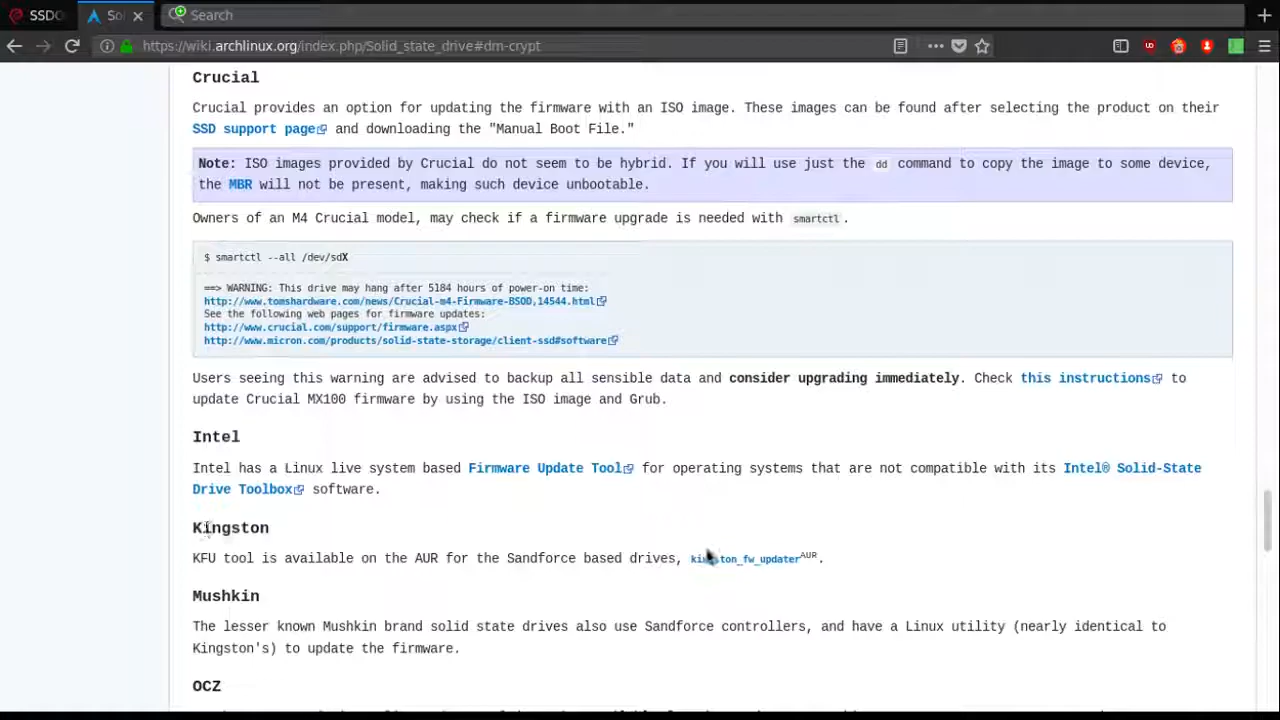 SSDO
Sol
Search
https://wiki.archlinux.org/index.php/Solid_state_drive#dm-crypt
Crucial
Crucial provides an option for updating the firmware with an ISO image. These images can be found after selecting the product on their
SSD support page and downloading the "Manual Boot File."
Note: ISO images provided by Crucial do not seem to be hybrid. If you will use just the dd command to copy the image to some device,
the MBR will not be present, making such device unbootable.
Owners of an M4 Crucial model, may check if a firmware upgrade is needed with smartctl.
$ smartctl --all /dev/sdX
==> WARNING: This drive may hang after 5184 hours of power-on time:
http://www.tomshardware.com/news/Crucial-m4-Firmware-BSOD,14544.html
See the following web pages for firmware updates:
http://www.crucial.com/support/firmware.aspx
http://www.micron.com/products/solid-state-storage/client-ssd#software
Users seeing this warning are advised to backup all sensible data and consider upgrading immediately. Check this instructions to
update Crucial MX100 firmware by using the ISO image and Grub.
Intel
Intel has a Linux live system based Firmware Update Tool for operating systems that are not compatible with its Intel® Solid-State
Drive Toolbox software.
Kingston
KFU tool is available on the AUR for the Sandforce based drives, kingston_fw_updaterAUR.
Mushkin
The lesser known Mushkin brand solid state drives also use Sandforce controllers, and have a Linux utility (nearly identical to
Kingston's) to update the firmware.
OCZ